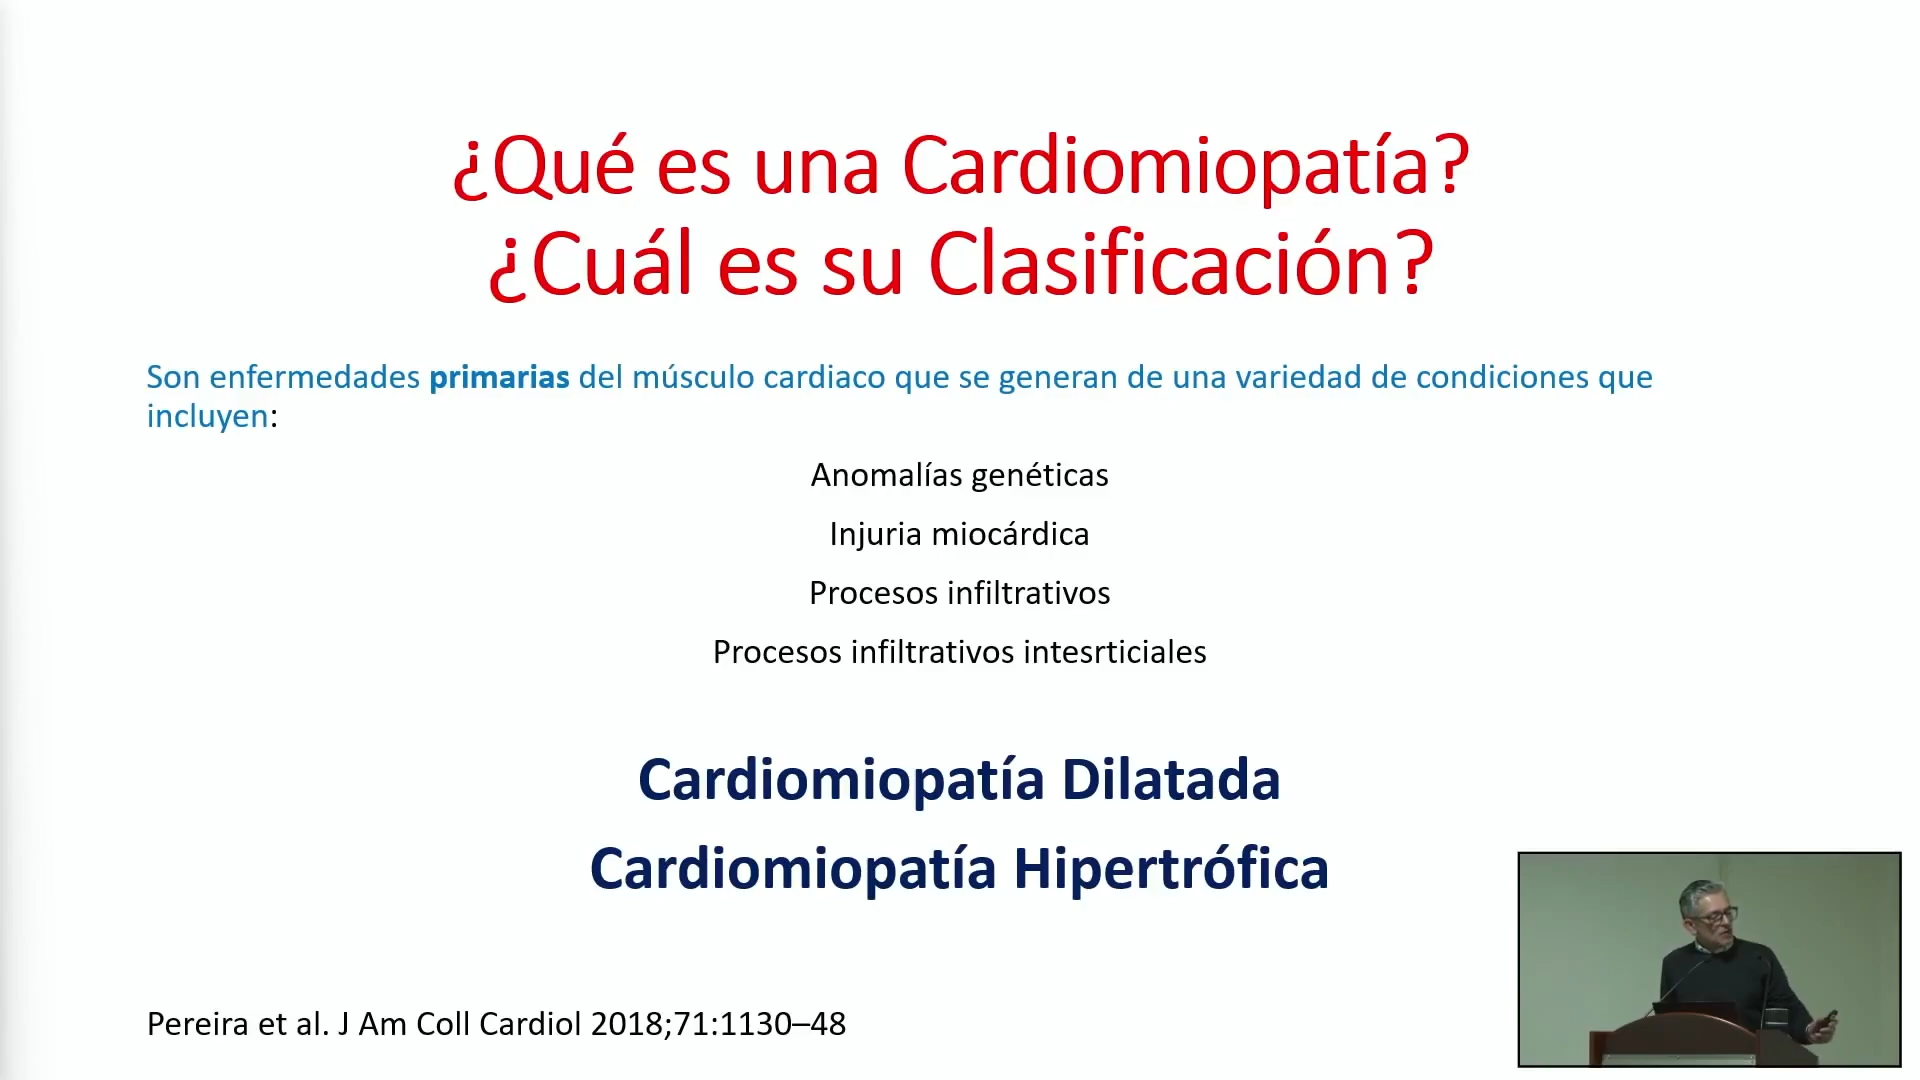 ¿Qué es una Cardiomiopatía?
¿Cuál es su Clasificación?
Son enfermedades primarias del músculo cardiaco que se generan de una variedad de condiciones que
incluyen:
Anomalías genéticas
Injuria miocárdica
Procesos infiltrativos
Procesos infiltrativos intesrticiales
Cardiomiopatía Dilatada
Cardiomiopatía Hipertrófica
Pereira et al. J Am Coll Cardiol 2018;71:1130–48